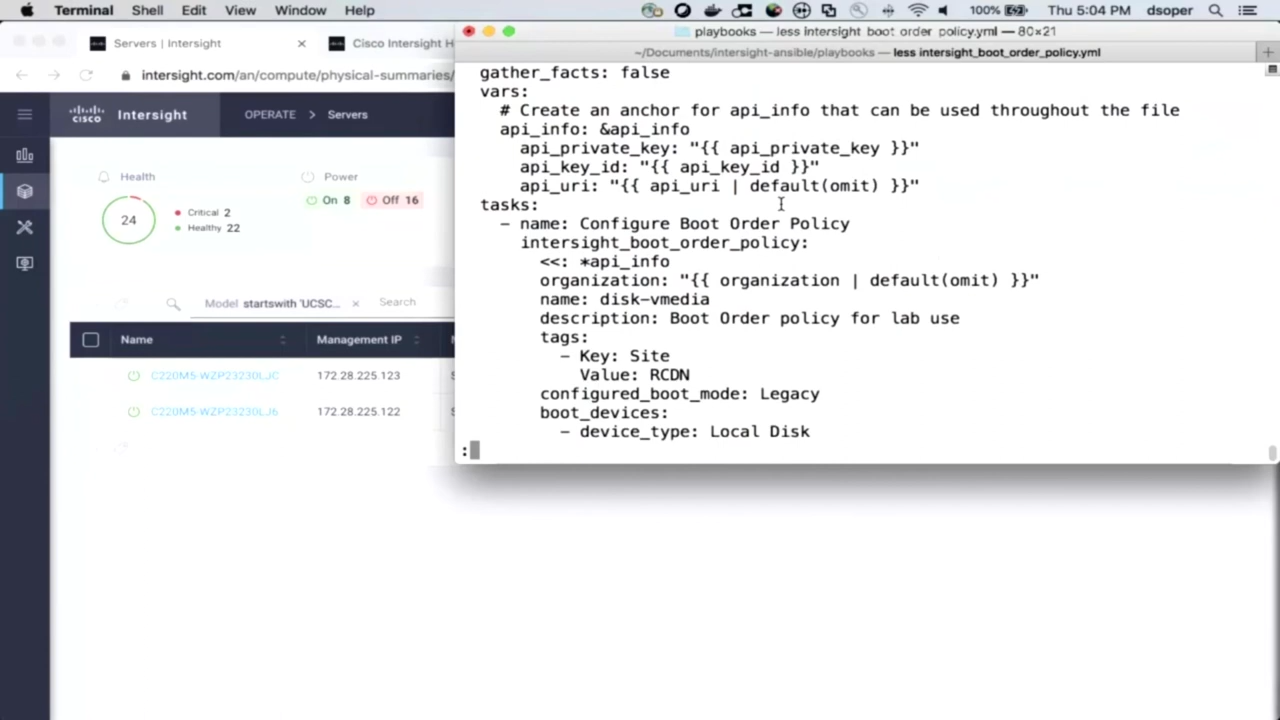 Terminal Shell Edit View Window Help 100% Thu 5:04 PM dsoper
Servers | Intersight × Cisco Intersight H
intersight.com/an/compute/physical-summaries/
cisco Intersight OPERATE > Servers
Health Power
24 Critical 2
Healthy 22
On 8 Off 16
Model startswith 'UCSC... × Search
Name Management IP
C220M5-WZP23230LJC 172.28.225.123
C220M5-WZP23230LJ6 172.28.225.122
playbooks — less intersight_boot_order_policy.yml — 80×21
~/Documents/intersight-ansible/playbooks — less intersight_boot_order_policy.yml +
gather_facts: false
vars:
# Create an anchor for api_info that can be used throughout the file
api_info: &api_info
api_private_key: "{{ api_private_key }}"
api_key_id: "{{ api_key_id }}"
api_uri: "{{ api_uri | default(omit) }}"
tasks:
- name: Configure Boot Order Policy
intersight_boot_order_policy:
<<: *api_info
organization: "{{ organization | default(omit) }}"
name: disk-vmedia
description: Boot Order policy for lab use
tags:
- Key: Site
Value: RCDN
configured_boot_mode: Legacy
boot_devices:
- device_type: Local Disk
: